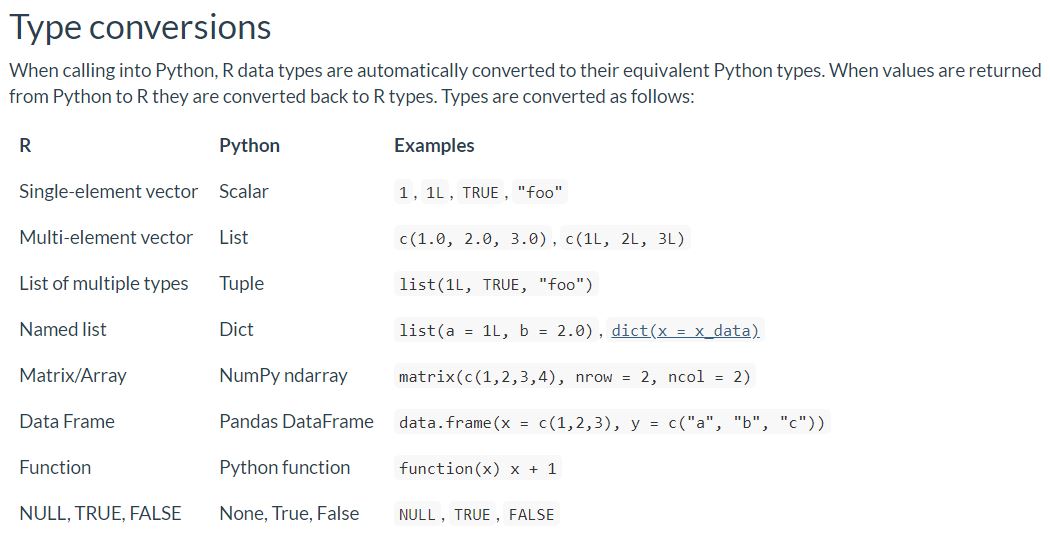 Type conversions
When calling into Python, R data types are automatically converted to their equivalent Python types. When values are returned
from Python to R they are converted back to R types. Types are converted as follows:
R Python Examples
Single-element vector Scalar 1, 1L, TRUE, "foo"
Multi-element vector List c(1.0, 2.0, 3.0), c(1L, 2L, 3L)
List of multiple types Tuple list(1L, TRUE, "foo")
Named list Dict list(a = 1L, b = 2.0), dict(x = x_data)
Matrix/Array NumPy ndarray matrix(c(1,2,3,4), nrow = 2, ncol = 2)
Data Frame Pandas DataFrame data.frame(x = c(1,2,3), y = c("a", "b", "c"))
Function Python function function(x) x + 1
NULL, TRUE, FALSE None, True, False NULL, TRUE, FALSE